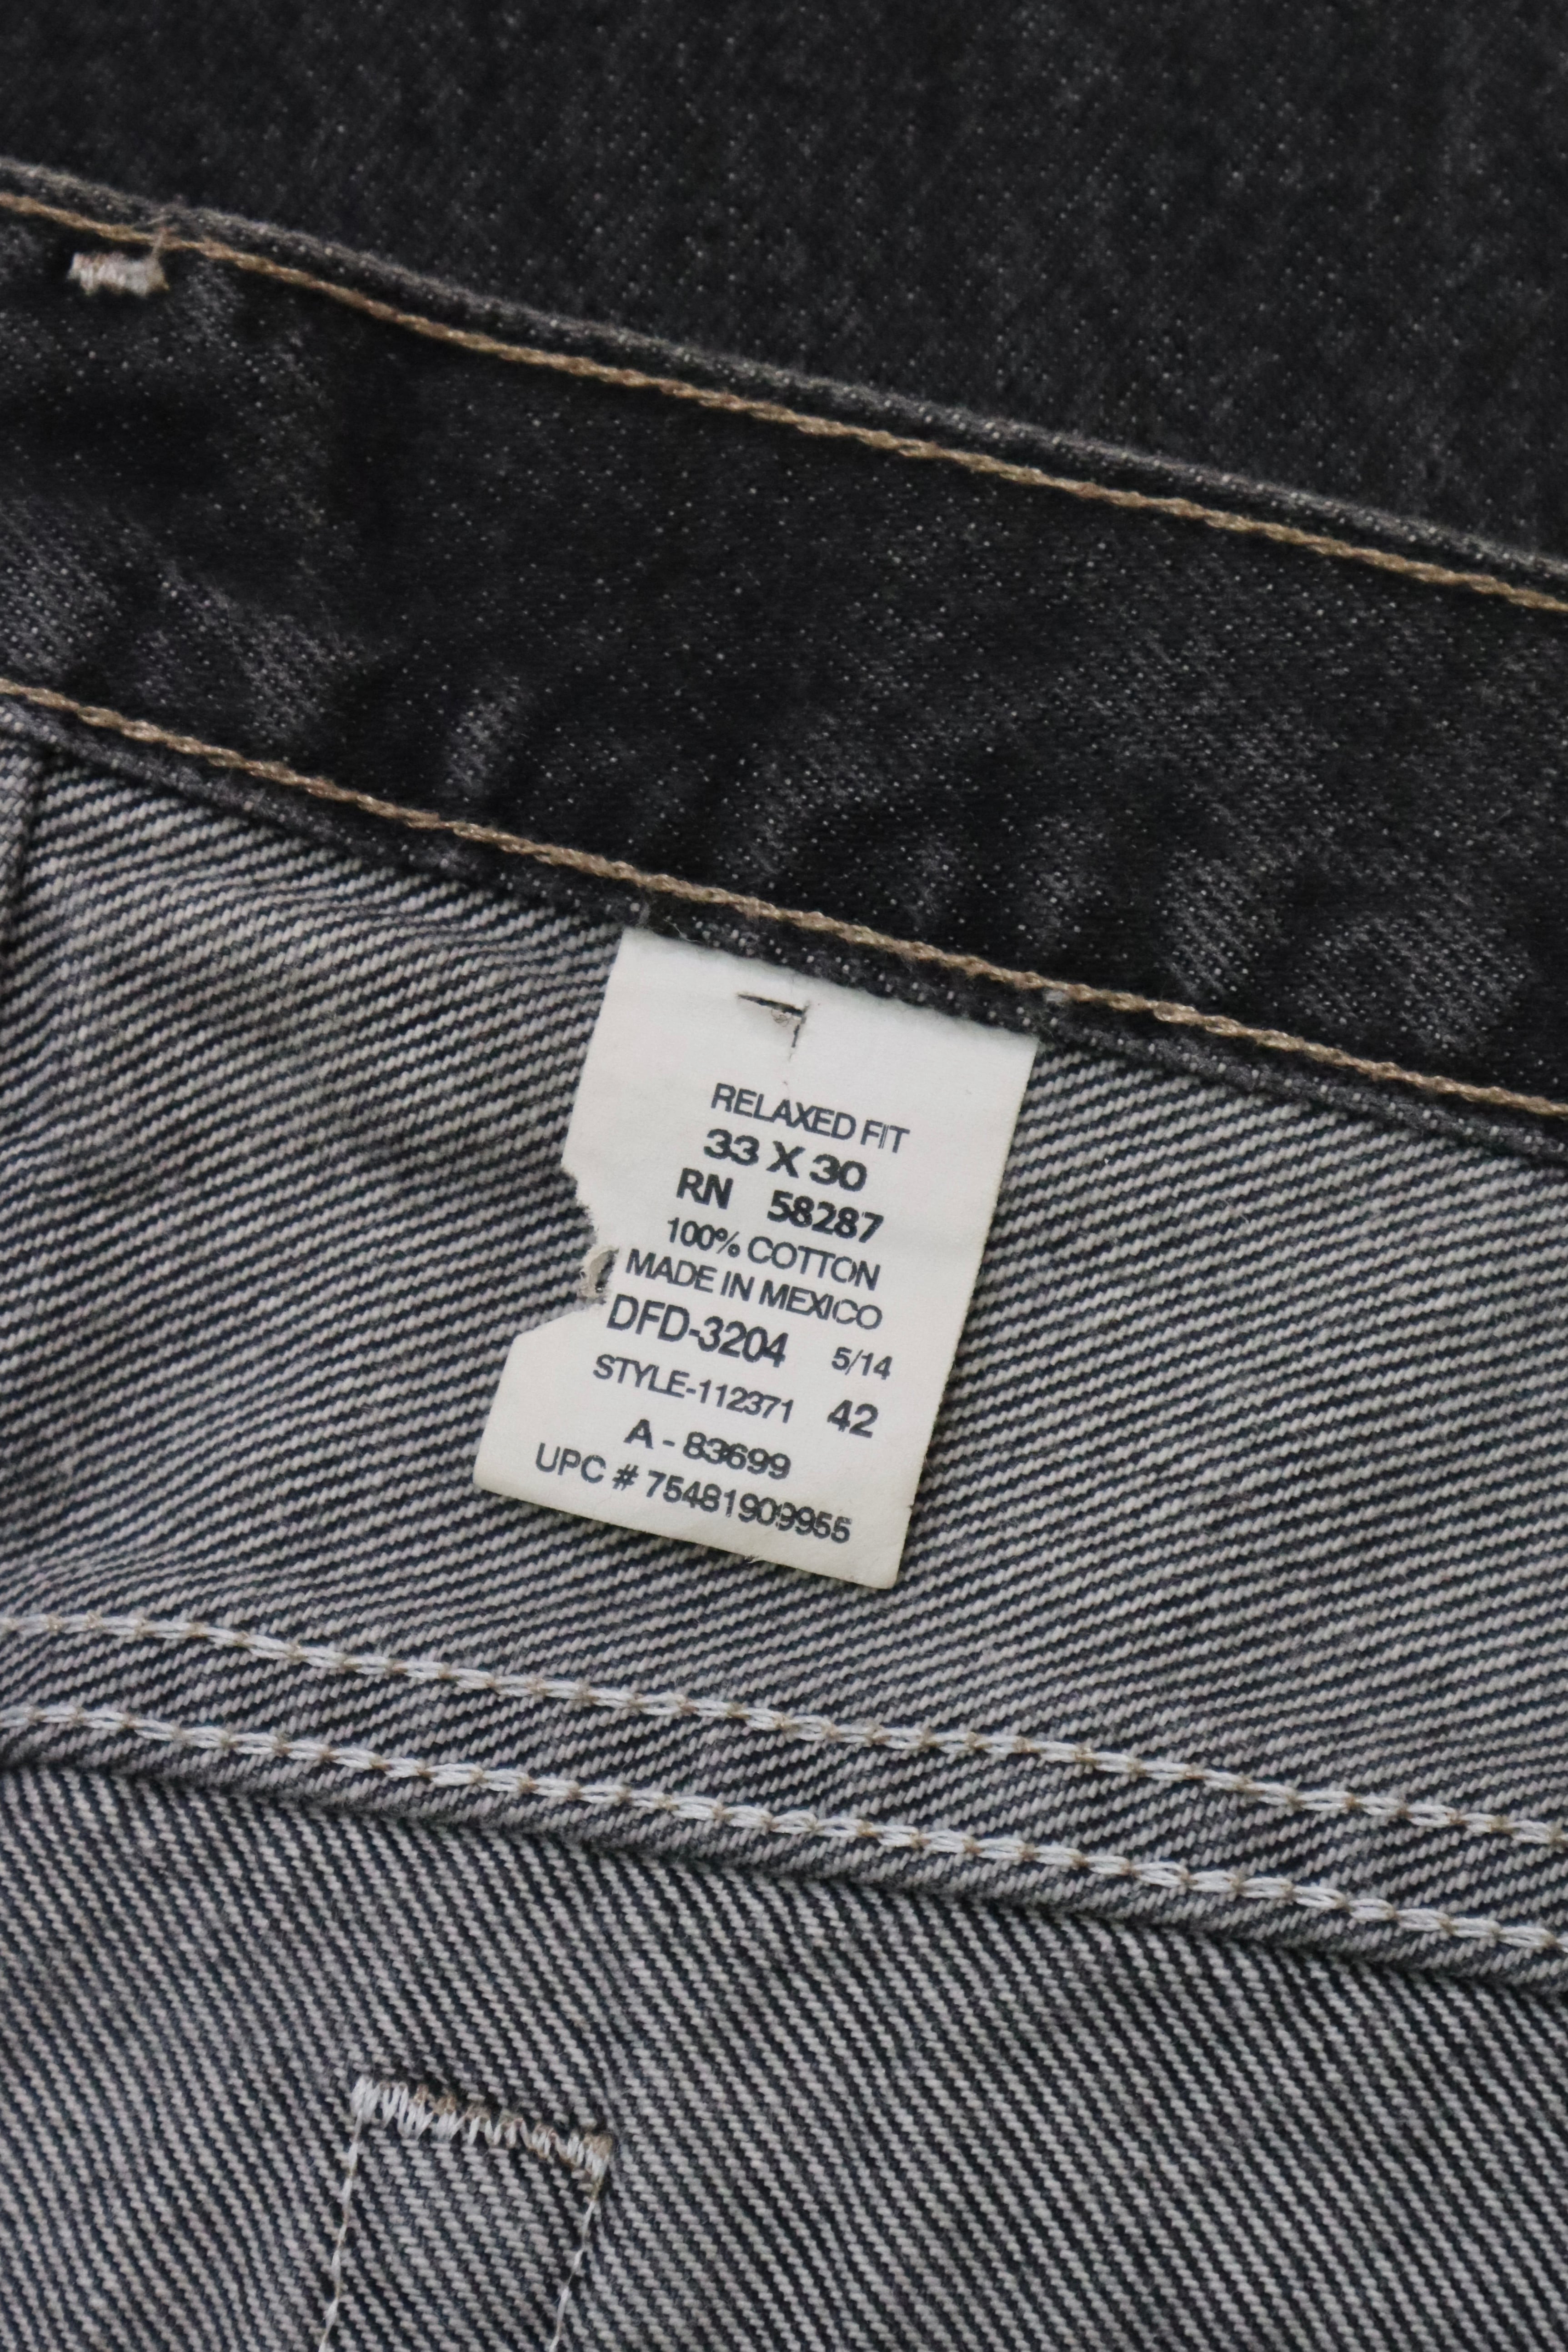 RELAXED FIT
33 X 30
RN 58287
100% COTTON
MADE IN MEXICO
DFD-3204 5/14
STYLE-112371 42
A - 83699
UPC # 75481909955